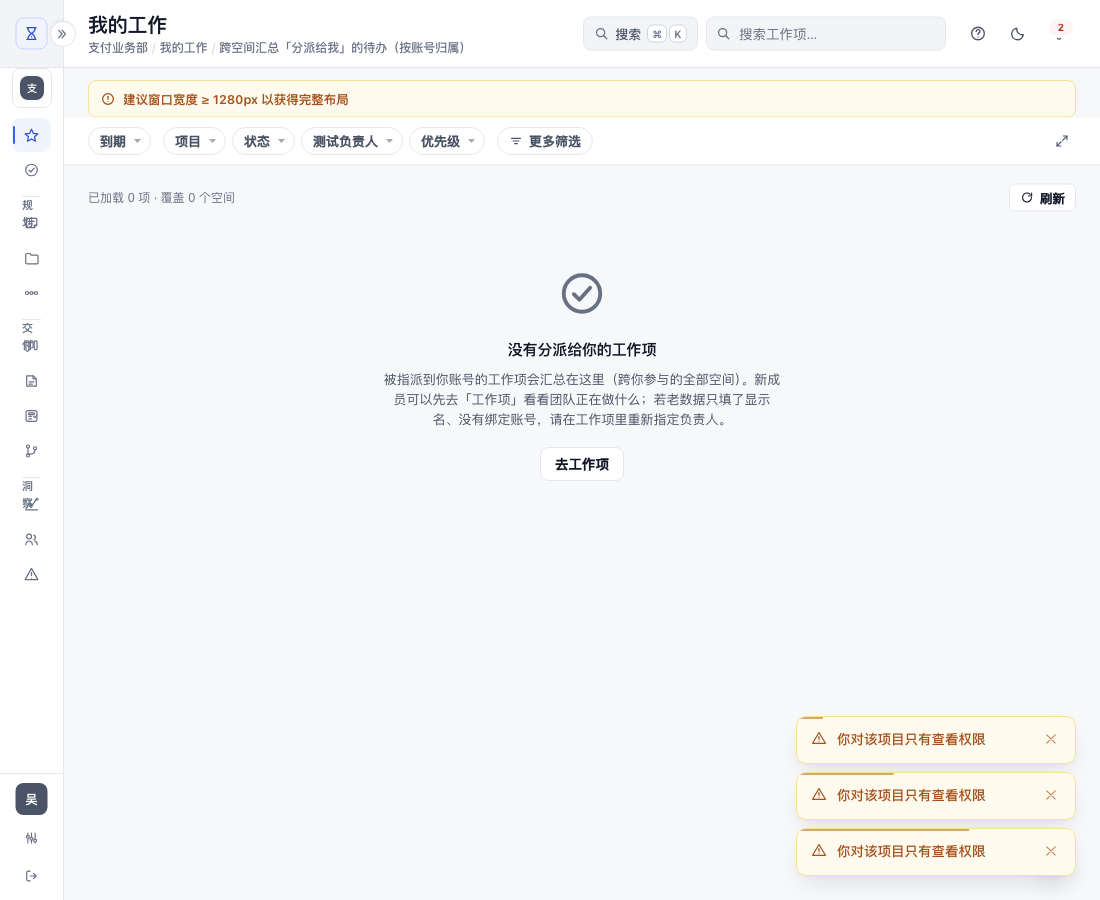 我的工作
支付业务部 / 我的工作 / 跨空间汇总「分派给我」的待办（按账号归属）
搜索 ⌘ K
搜索工作项...
2
支
建议窗口宽度 ≥ 1280px 以获得完整布局
到期
项目
状态
测试负责人
优先级
更多筛选
已加载 0 项 · 覆盖 0 个空间
刷新
规
交
洞
没有分派给你的工作项
被指派到你账号的工作项会汇总在这里（跨你参与的全部空间）。新成
员可以先去「工作项」看看团队正在做什么；若老数据只填了显示
名、没有绑定账号，请在工作项里重新指定负责人。
去工作项
你对该项目只有查看权限
你对该项目只有查看权限
你对该项目只有查看权限
吴